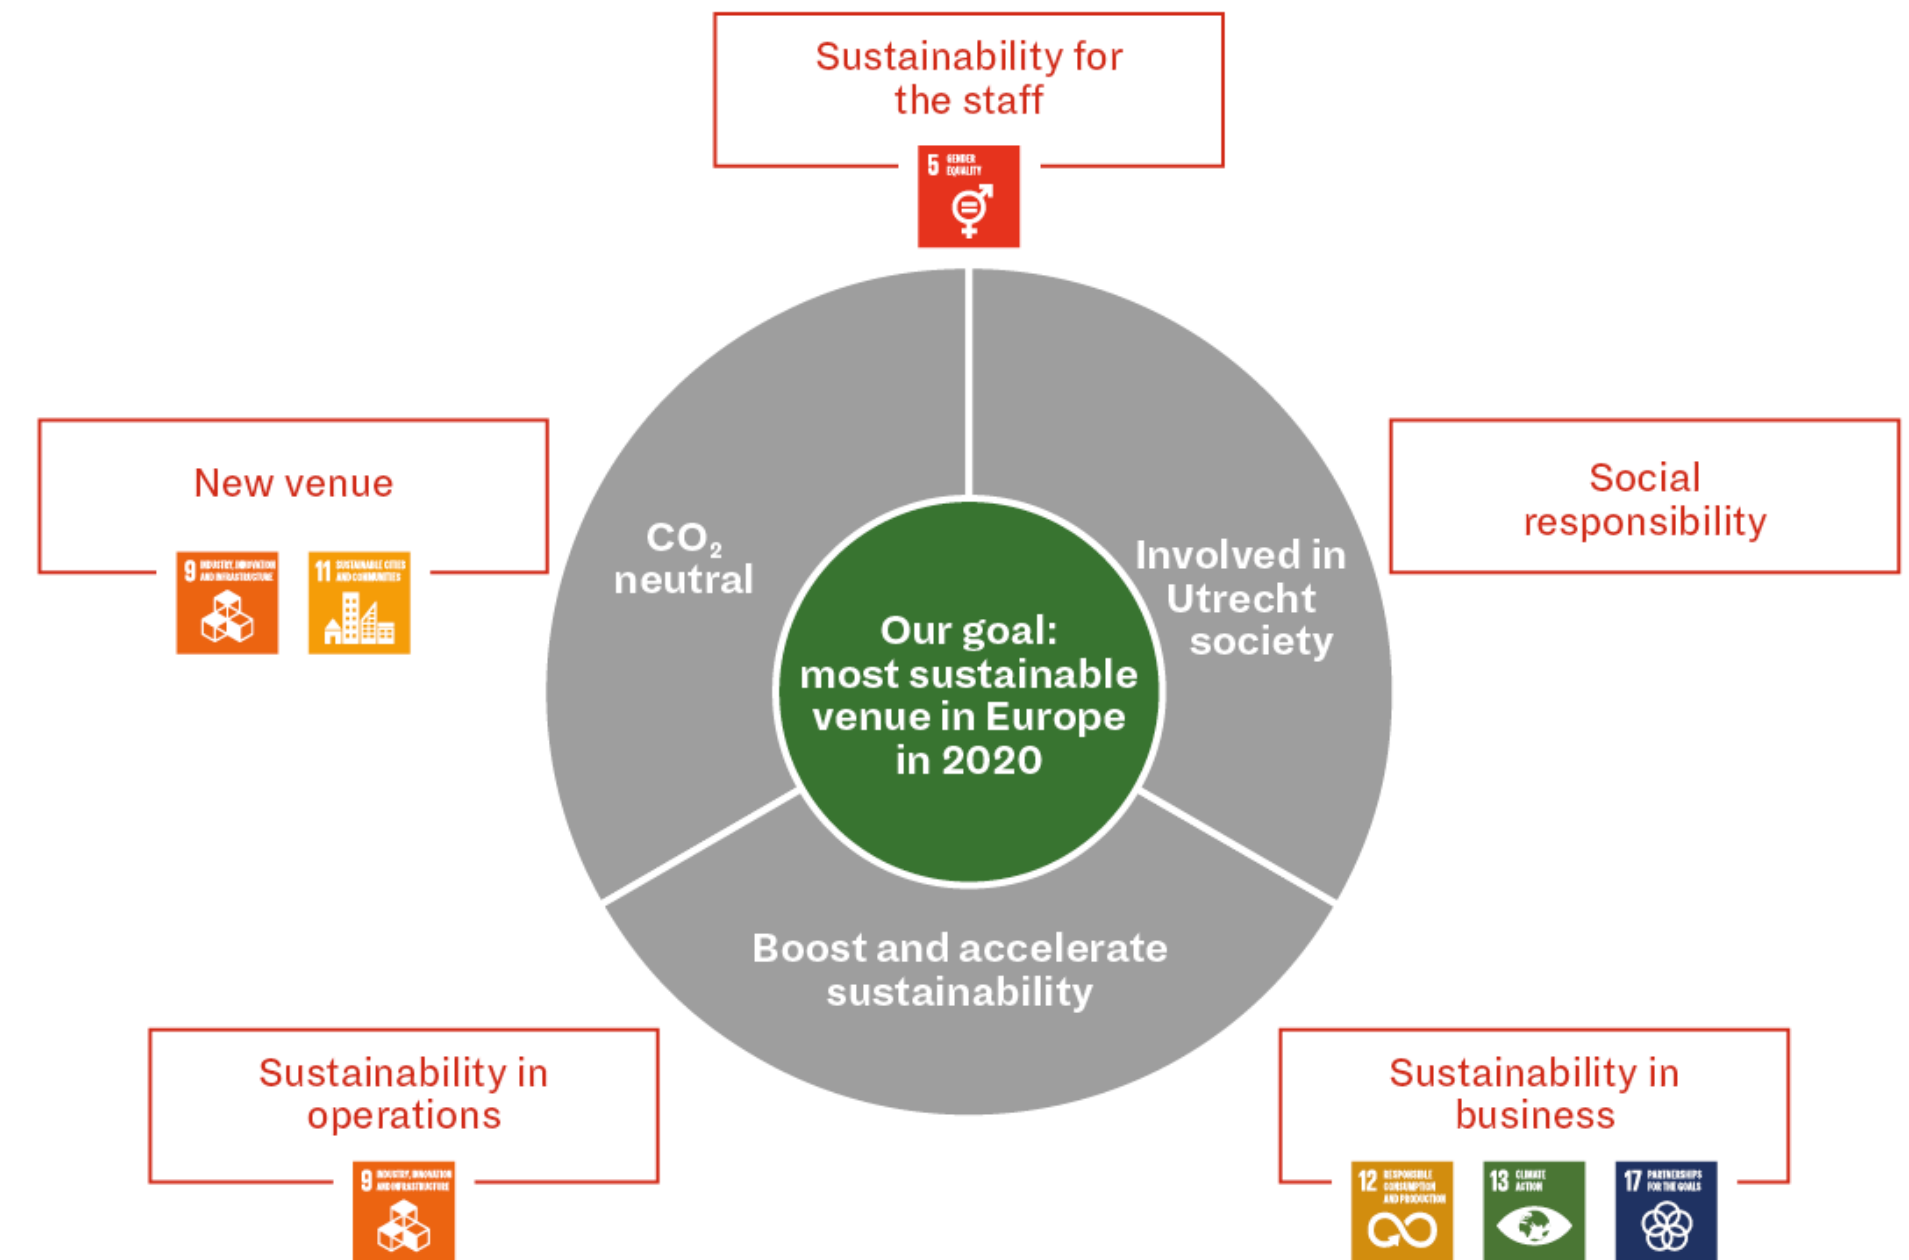 Sustainability for
the staff
5 GENDER
EQUALITY
New venue
9 INDUSTRY, INNOVATION
AND INFRASTRUCTURE
11 SUSTAINABLE CITIES
AND COMMUNITIES
Social
responsibility
CO₂
neutral
Involved in
Utrecht
society
Our goal:
most sustainable
venue in Europe
in 2020
Boost and accelerate
sustainability
Sustainability in
operations
9 INDUSTRY, INNOVATION
AND INFRASTRUCTURE
Sustainability in
business
12 RESPONSIBLE
CONSUMPTION
AND PRODUCTION
13 CLIMATE
ACTION
17 PARTNERSHIPS
FOR THE GOALS